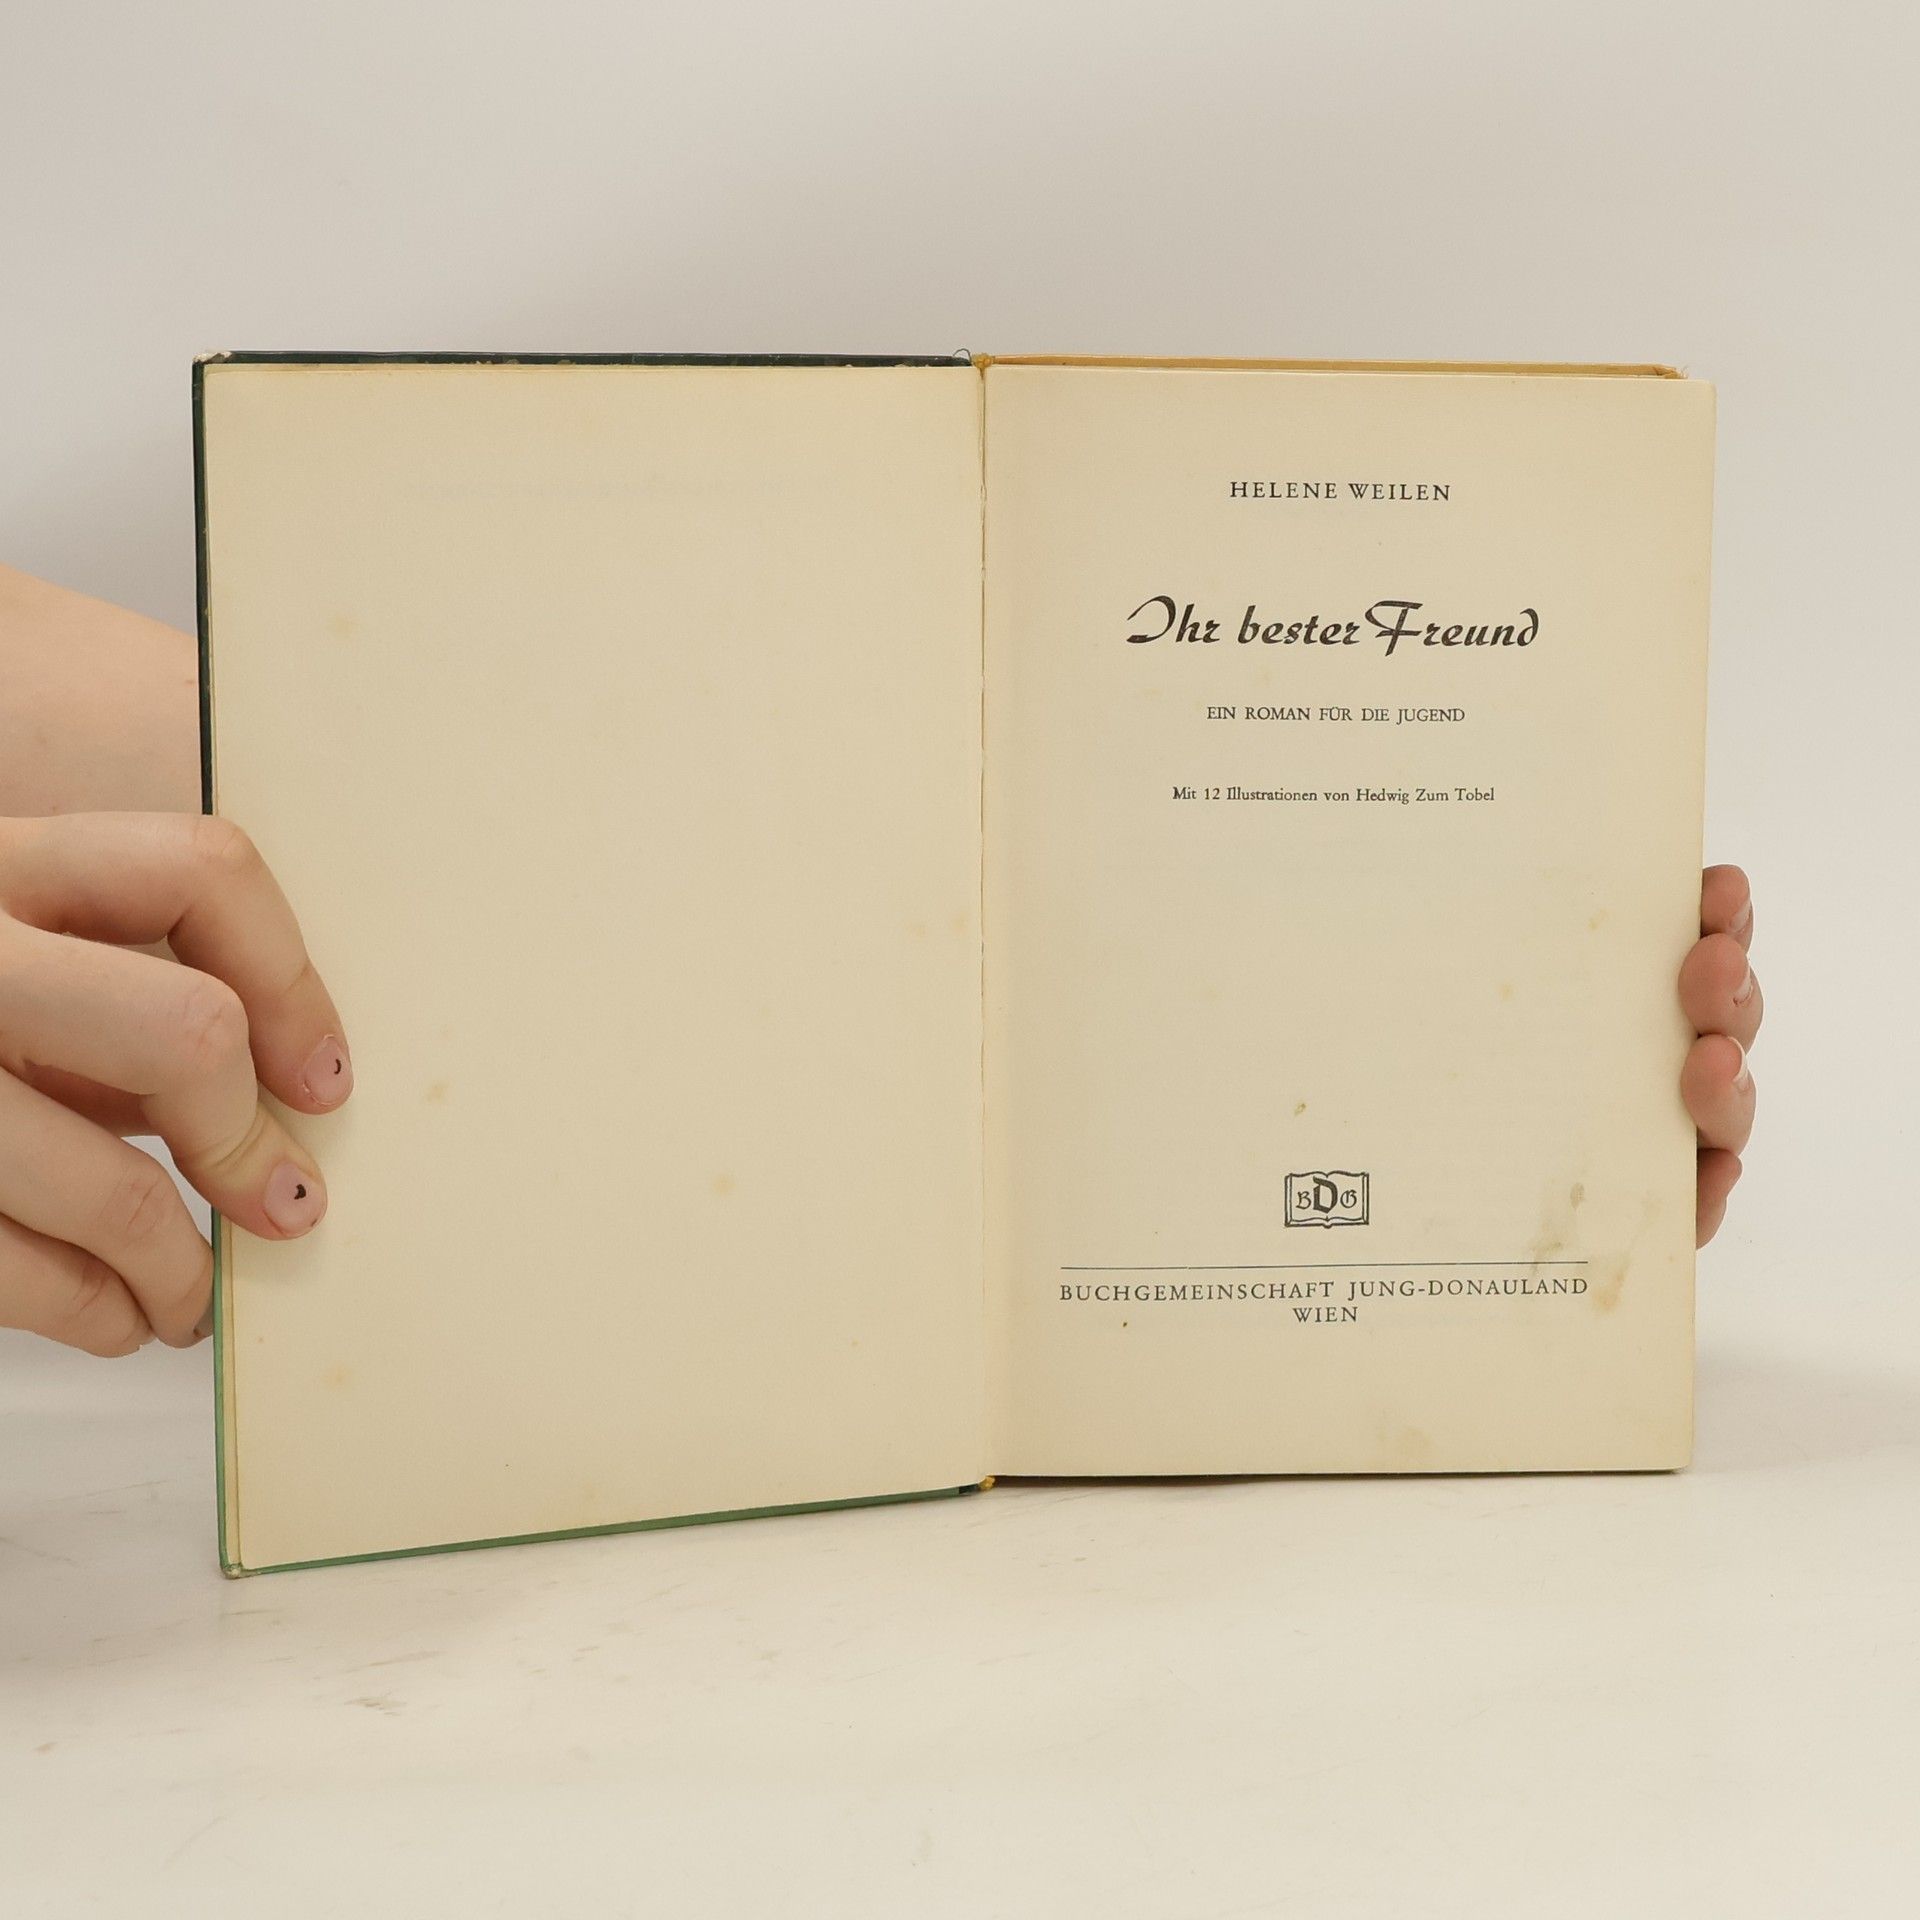 HELENE WEILEN
Ihr bester Freund
EIN ROMAN FÜR DIE JUGEND
Mit 12 Illustrationen von Hedwig Zum Tobel
BDG
BUCHGEMEINSCHAFT JUNG-DONAULAND
WIEN